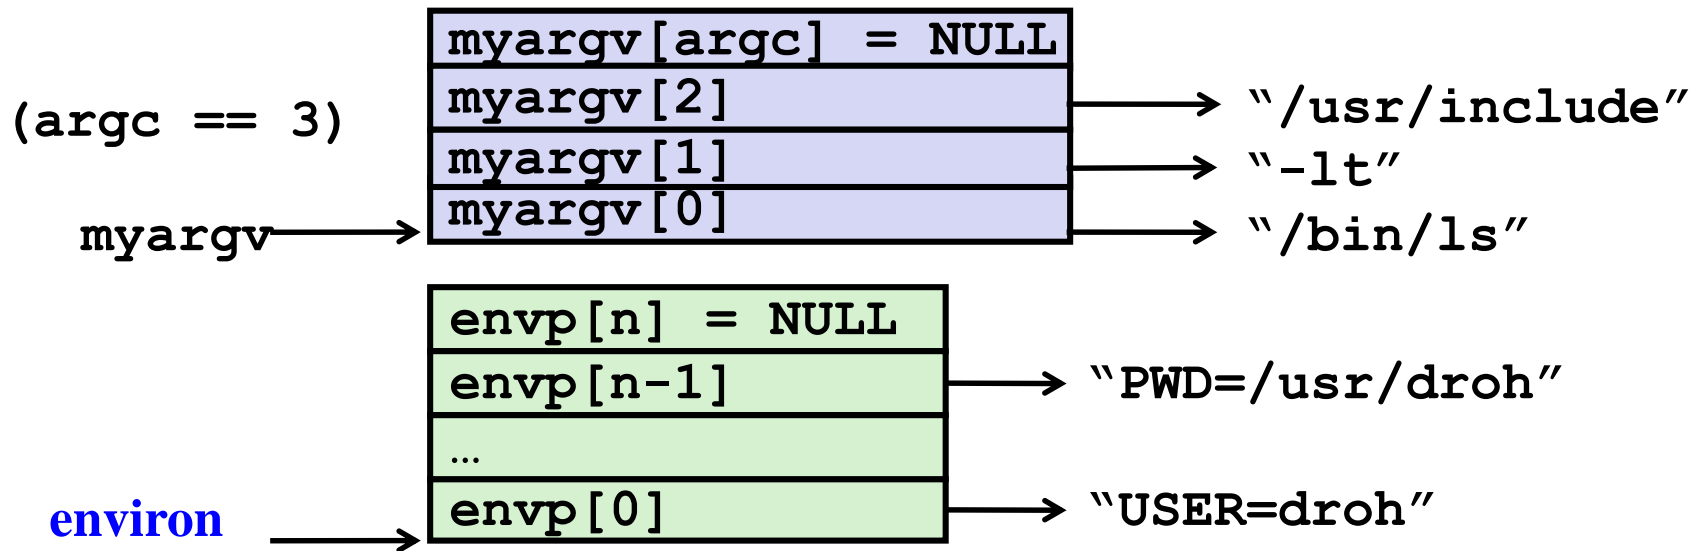 myargv[argc] = NULL
(argc == 3)
myargv[2]
“/usr/include”
myargv[1]
“-lt”
myargv
myargv[0]
“/bin/ls”
envp[n] = NULL
envp[n-1]
“PWD=/usr/droh”
…
environ
envp[0]
“USER=droh”